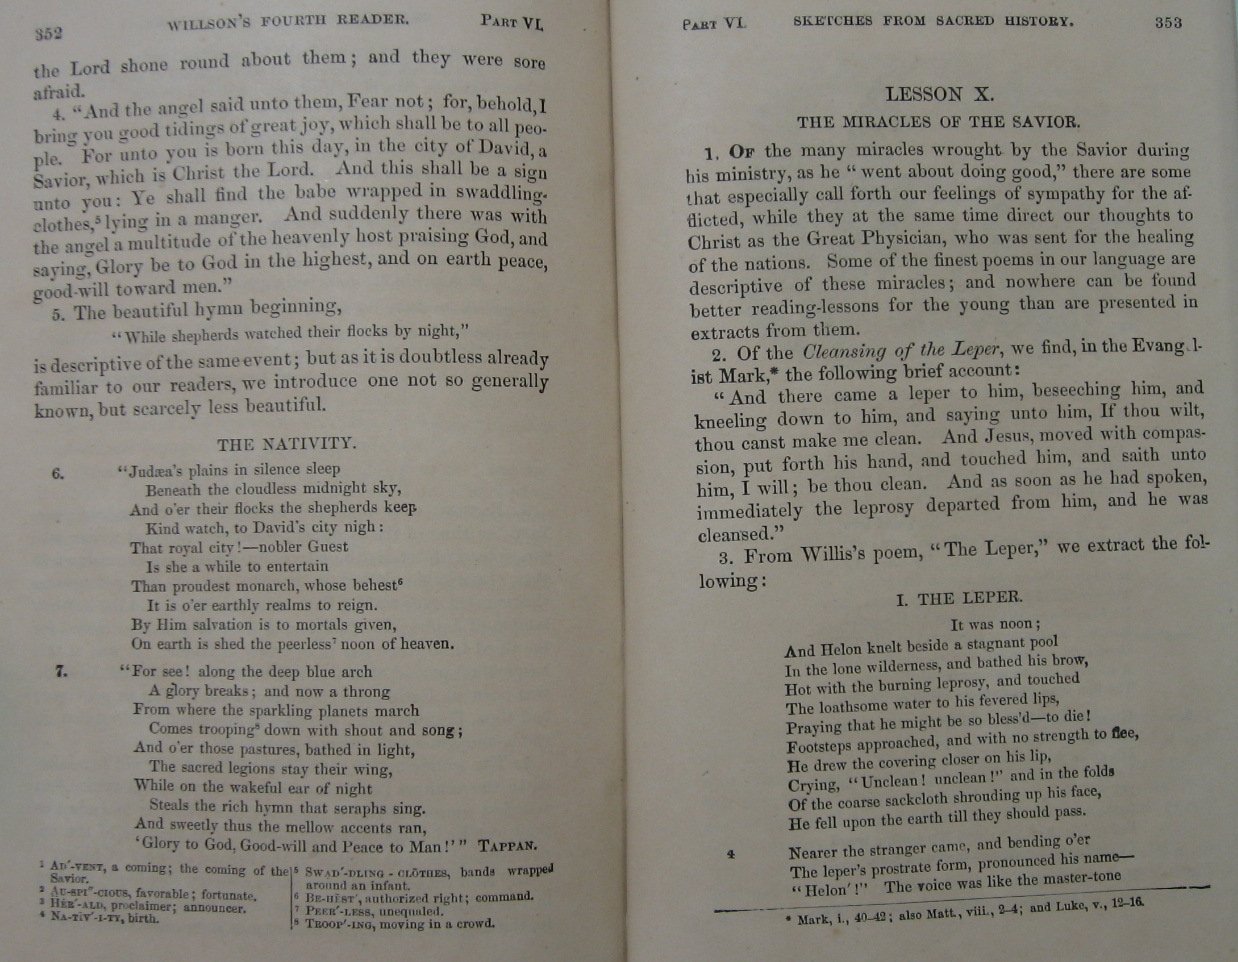 352 WILLSON'S FOURTH READER. PART VI.
the Lord shone round about them; and they were sore
afraid.
4. "And the angel said unto them, Fear not; for, behold, I
bring you good tidings of great joy, which shall be to all peo-
ple. For unto you is born this day, in the city of David, a
Savior, which is Christ the Lord. And this shall be a sign
unto you: Ye shall find the babe wrapped in swaddling-
clothes,⁵ lying in a manger. And suddenly there was with
the angel a multitude of the heavenly host praising God, and
saying, Glory be to God in the highest, and on earth peace,
good-will toward men."
5. The beautiful hymn beginning,
"While shepherds watched their flocks by night,"
is descriptive of the same event; but as it is doubtless already
familiar to our readers, we introduce one not so generally
known, but scarcely less beautiful.
THE NATIVITY.
6. "Judæa's plains in silence sleep
Beneath the cloudless midnight sky,
And o'er their flocks the shepherds keep
Kind watch, to David's city nigh:
That royal city!—nobler Guest
Is she a while to entertain
Than proudest monarch, whose behest⁶
It is o'er earthly realms to reign.
By Him salvation is to mortals given,
On earth is shed the peerless⁷ noon of heaven.
7. "For see! along the deep blue arch
A glory breaks; and now a throng
From where the sparkling planets march
Comes trooping⁸ down with shout and song;
And o'er those pastures, bathed in light,
The sacred legions stay their wing,
While on the wakeful ear of night
Steals the rich hymn that seraphs sing.
And sweetly thus the mellow accents ran,
'Glory to God, Good-will and Peace to Man!'" TAPPAN.
¹ AD'-VENT, a coming; the coming of the
Savior.
² AU-SPI"-CIOUS, favorable; fortunate.
³ HĔR'-ALD, proclaimer; announcer.
⁴ NA-TĬV'-I-TY, birth.
⁵ SWAD'-DLING-CLŌTHES, bands wrapped
around an infant.
⁶ BE-HĔST', authorized right; command.
⁷ PEER'-LESS, unequaled.
⁸ TROOP'-ING, moving in a crowd.
PART VI. SKETCHES FROM SACRED HISTORY. 353
LESSON X.
THE MIRACLES OF THE SAVIOR.
1. OF the many miracles wrought by the Savior during
his ministry, as he "went about doing good," there are some
that especially call forth our feelings of sympathy for the af-
flicted, while they at the same time direct our thoughts to
Christ as the Great Physician, who was sent for the healing
of the nations. Some of the finest poems in our language are
descriptive of these miracles; and nowhere can be found
better reading-lessons for the young than are presented in
extracts from them.
2. Of the Cleansing of the Leper, we find, in the Evangel-
ist Mark,* the following brief account:
"And there came a leper to him, beseeching him, and
kneeling down to him, and saying unto him, If thou wilt,
thou canst make me clean. And Jesus, moved with compas-
sion, put forth his hand, and touched him, and saith unto
him, I will; be thou clean. And as soon as he had spoken,
immediately the leprosy departed from him, and he was
cleansed."
3. From Willis's poem, "The Leper," we extract the fol-
lowing:
I. THE LEPER.
It was noon;
And Helon knelt beside a stagnant pool
In the lone wilderness, and bathed his brow,
Hot with the burning leprosy, and touched
The loathsome water to his fevered lips,
Praying that he might be so bless'd—to die!
Footsteps approached, and with no strength to flee,
He drew the covering closer on his lip,
Crying, "Unclean! unclean!" and in the folds
Of the coarse sackcloth shrouding up his face,
He fell upon the earth till they should pass.
4 Nearer the stranger came, and bending o'er
The leper's prostrate form, pronounced his name—
"Helon'!" The voice was like the master-tone
* Mark, i., 40-42; also Matt., viii., 2-4; and Luke, v., 12-16.